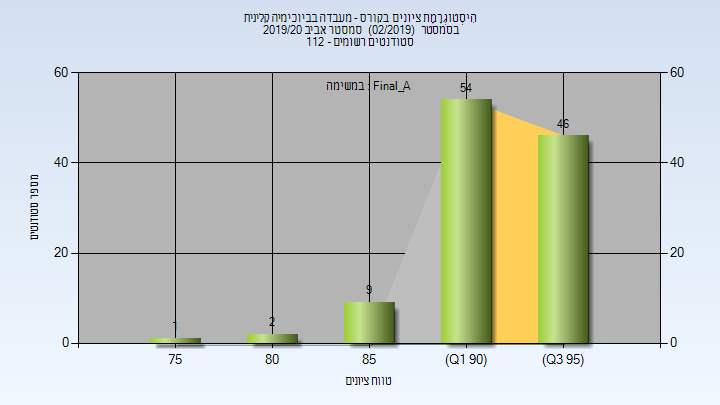 היסטוגרמת ציונים בקורס - מעבדה בביוכימיה קלינית
בסמסטר (02/2019) סמסטר אביב 2019/20
סטודנטים רשומים - 112
במשימה : Final_A
מספר סטודנטים
60
40
20
0
60
40
20
0
1
2
9
54
46
75
80
85
(Q1 90)
(Q3 95)
טווח ציונים